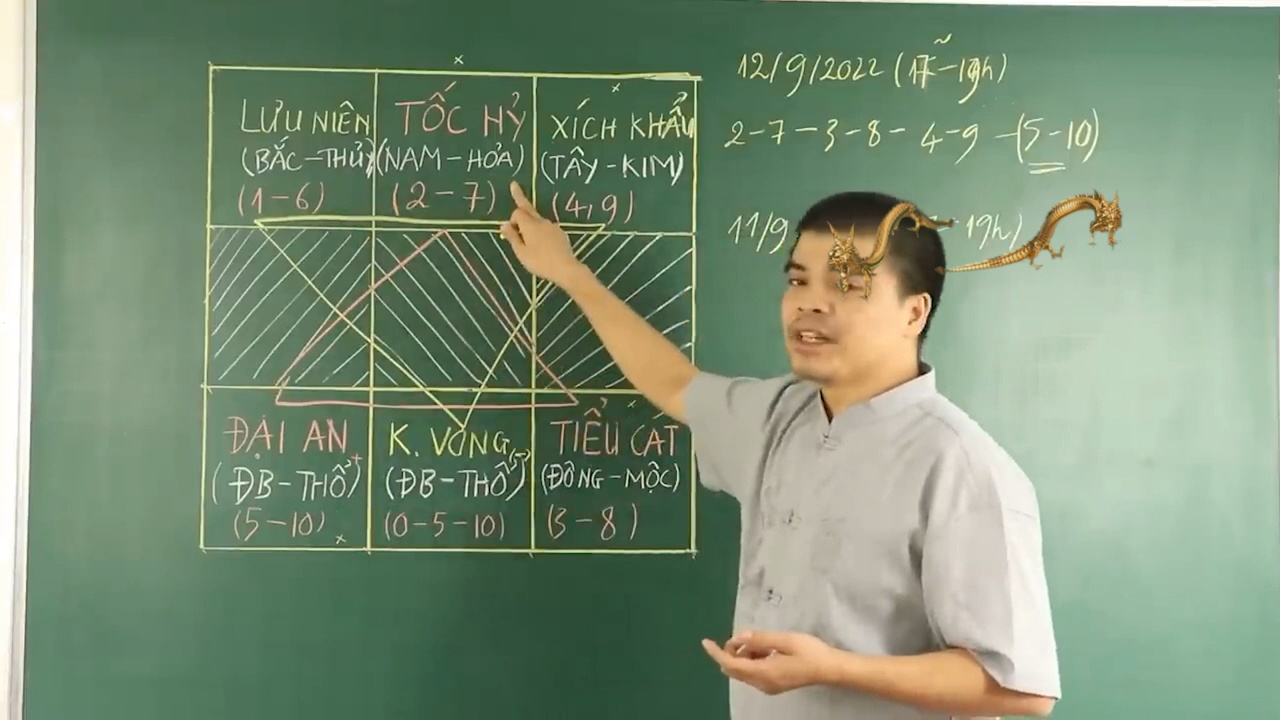 LƯU NIÊN
(BẮC-THỦY)
(1-6)
TỐC HỶ
(NAM-HỎA)
(2-7)
XÍCH KHẨU
(TÂY-KIM)
(4,9)
ĐẠI AN
(ĐB-THỔ)
(5-10)
K. VONG
(ĐB-THỔ)
(0-5-10)
TIỂU CÁT
(ĐÔNG-MỘC)
(3-8)
12/9/2022 (17-19h)
2-7-3-8-4-9-(5-10)
11/9 19h)